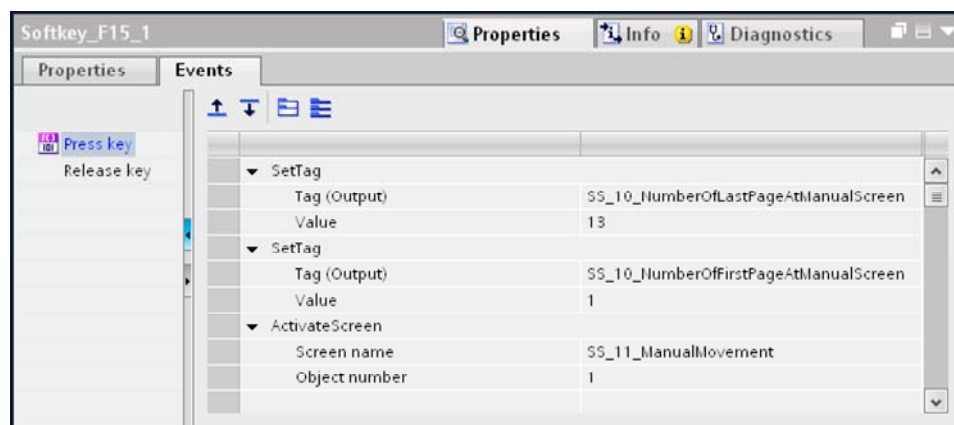 Softkey_F15_1
Properties
Info
Diagnostics
Properties
Events
Press key
Release key
SetTag
Tag (Output) SS_10_NumberOfLastPageAtManualScreen
Value 13
SetTag
Tag (Output) SS_10_NumberOfFirstPageAtManualScreen
Value 1
ActivateScreen
Screen name SS_11_ManualMovement
Object number 1